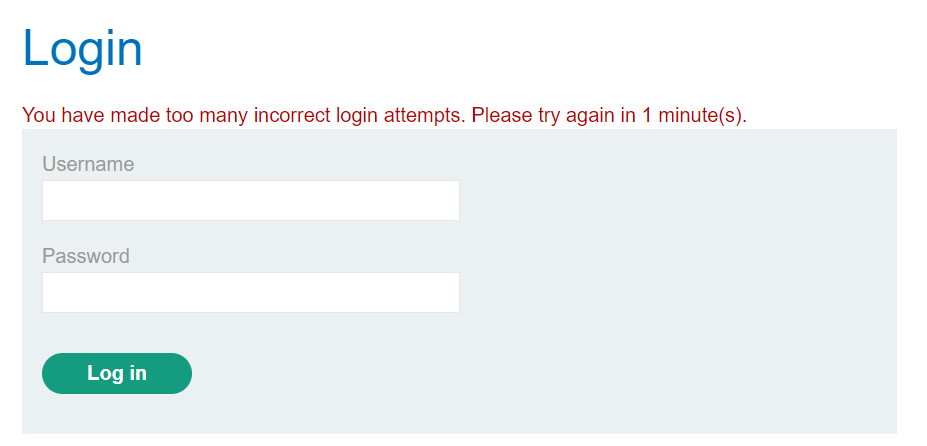 Login
You have made too many incorrect login attempts. Please try again in 1 minute(s).
Username
Password
Log in